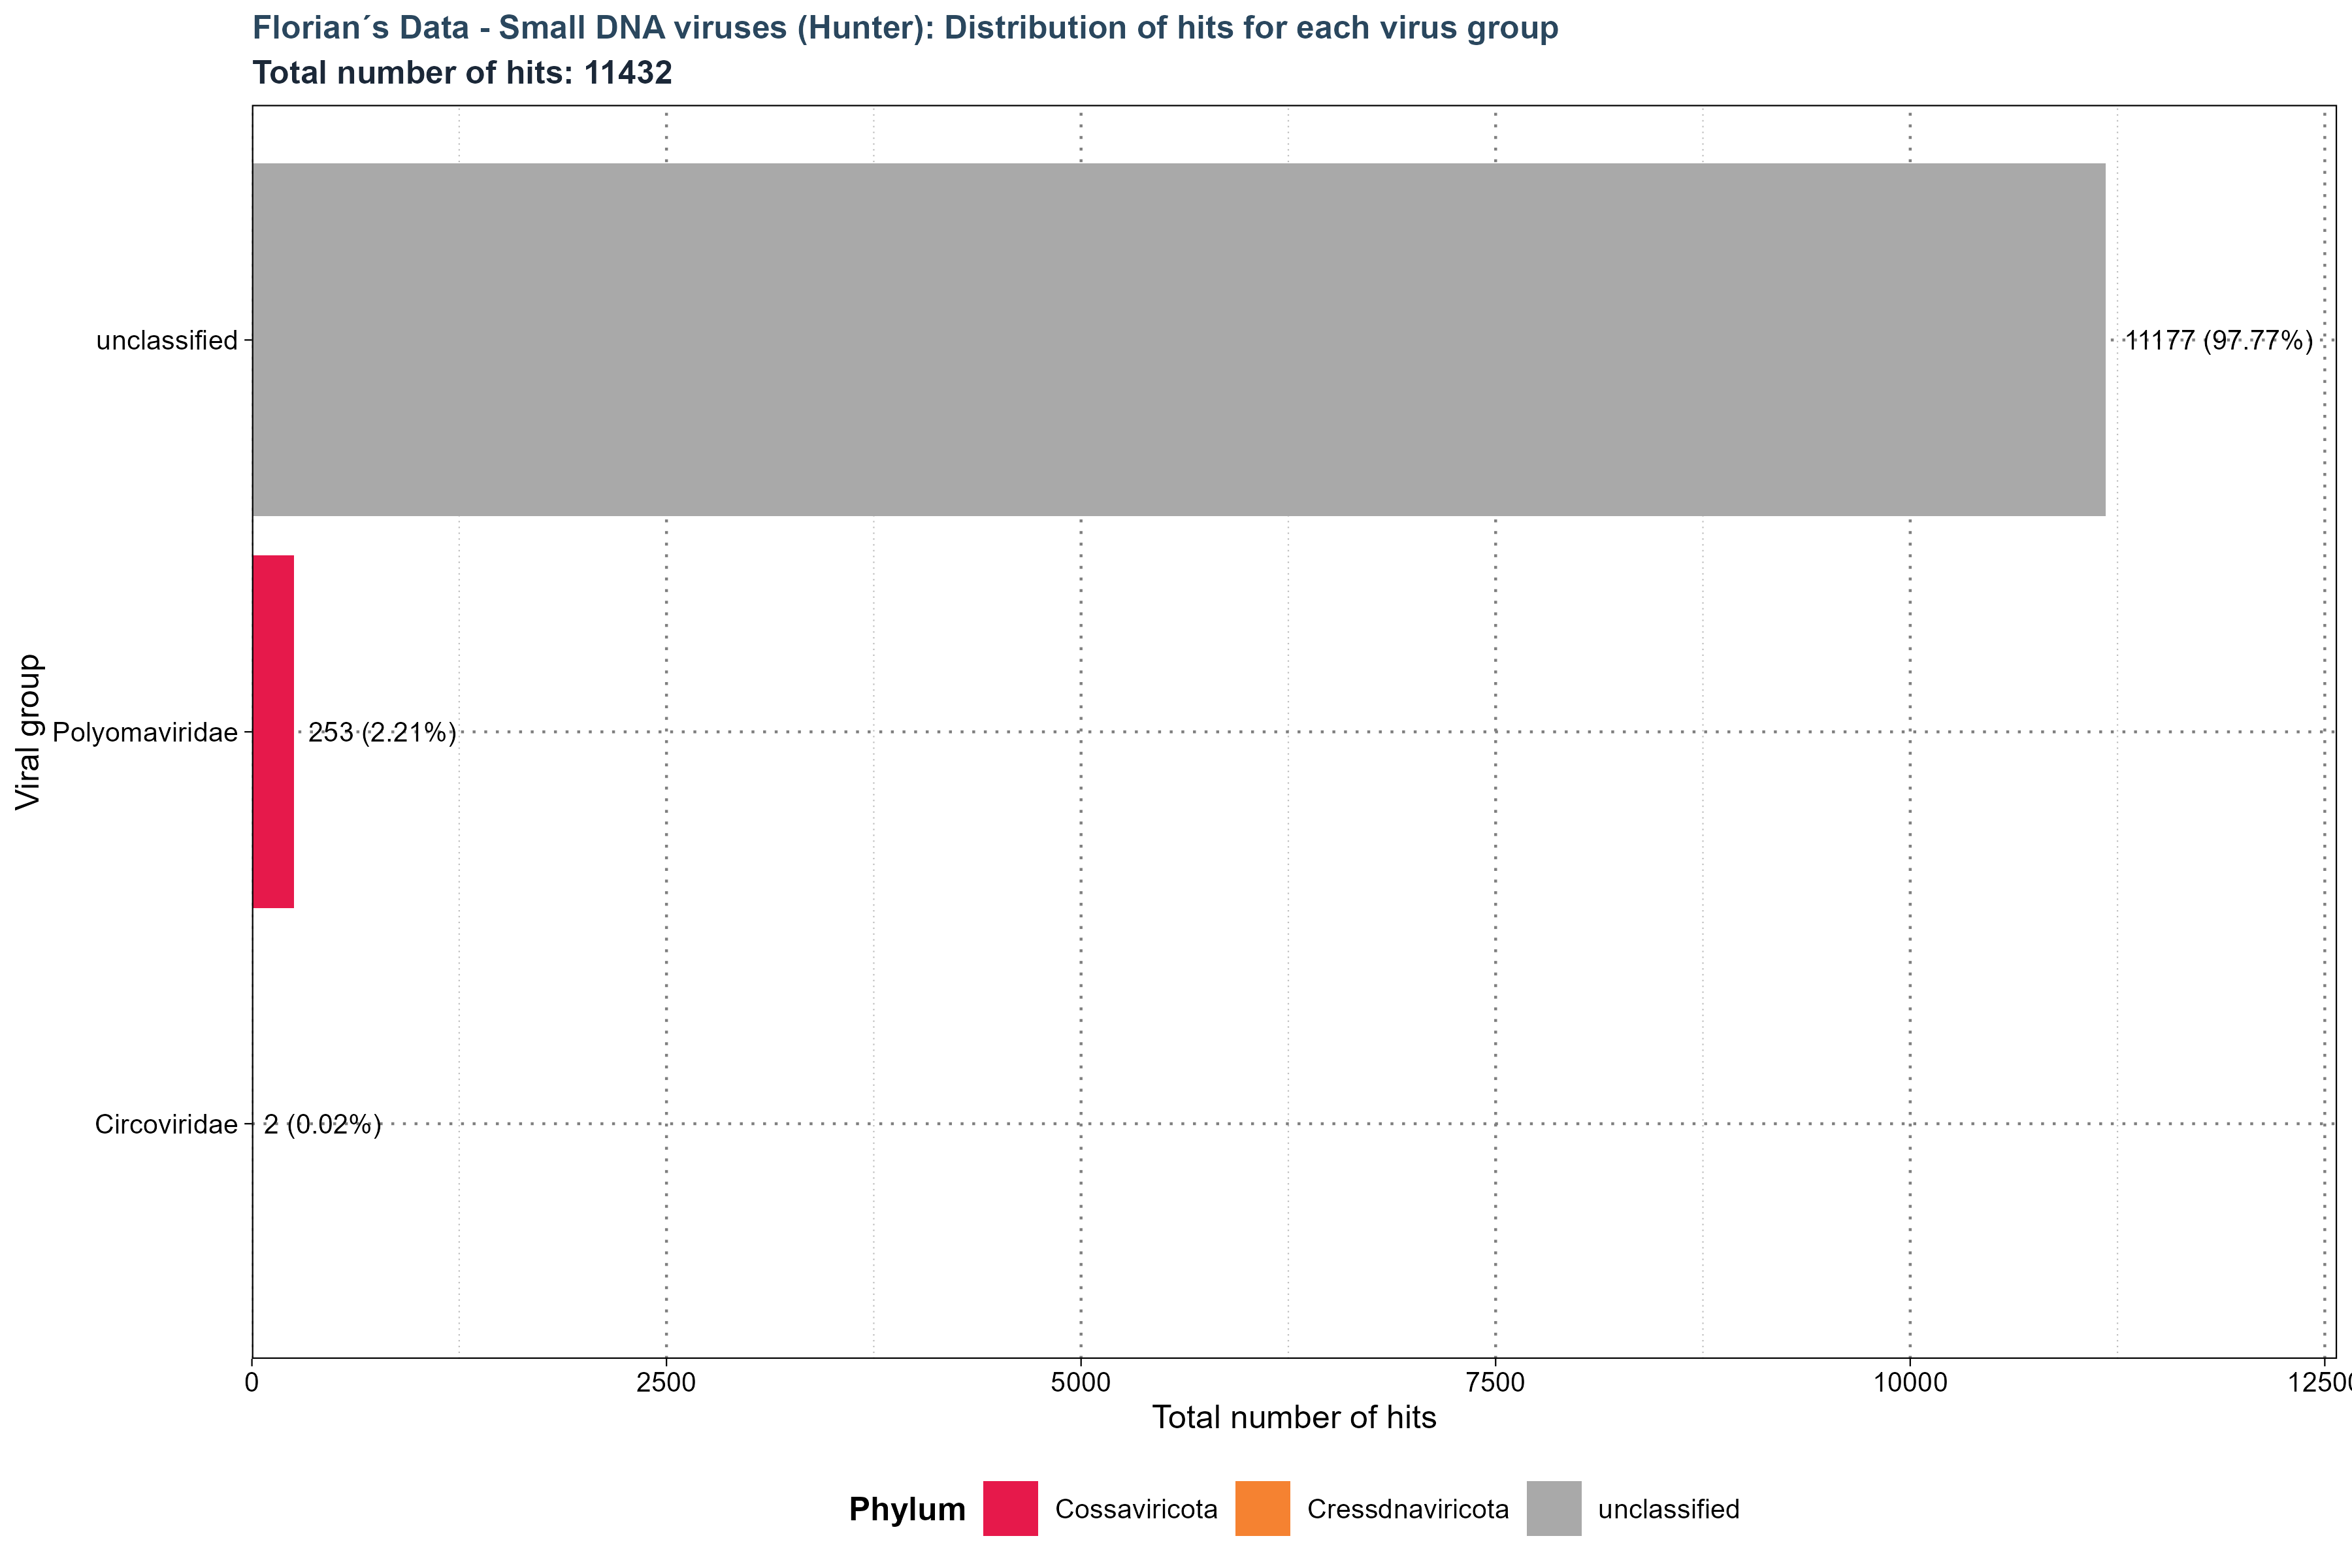 Florian´s Data - Small DNA viruses (Hunter): Distribution of hits for each virus group
Total number of hits: 11432
Viral group
unclassified
11177 (97.77%)
Polyomaviridae
253 (2.21%)
Circoviridae
2 (0.02%)
0 2500 5000 7500 10000 12500
Total number of hits
Phylum Cossaviricota Cressdnaviricota unclassified